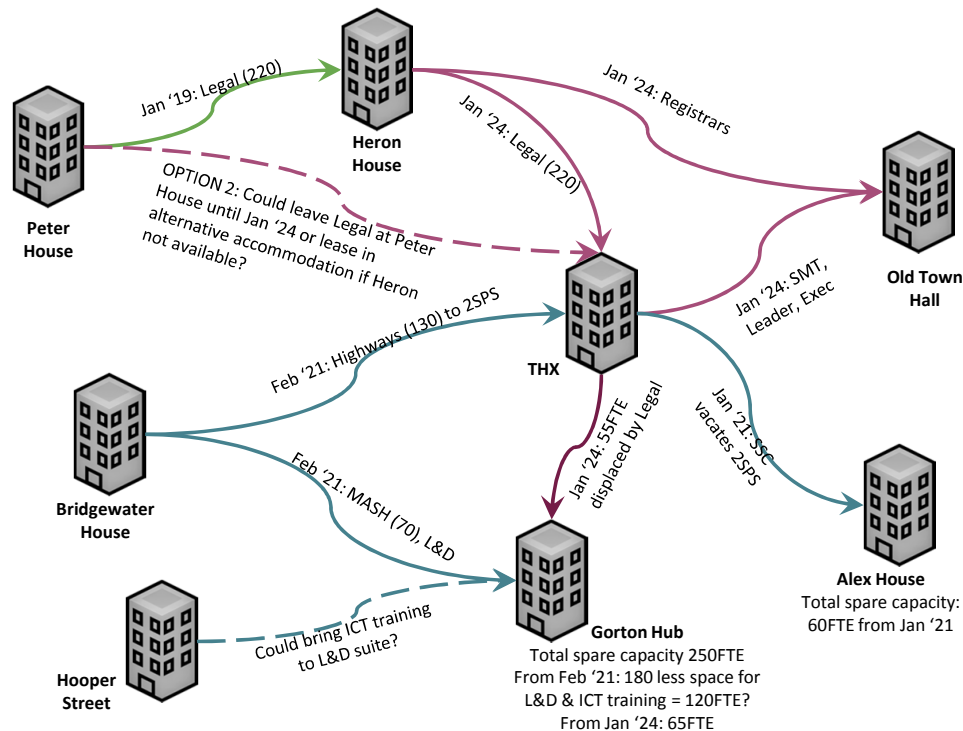 Jan ‘19: Legal (220)
Heron
House
Jan ‘24: Registrars
Jan ‘24: Legal (220)
Peter
House
OPTION 2: Could leave Legal at Peter
House until Jan ‘24 or lease in
alternative accommodation if Heron
not available?
Old Town
Hall
Jan ‘24: SMT,
Leader, Exec
THX
Feb ‘21: Highways (130) to 2SPS
Bridgewater
House
Feb ‘21: MASH (70), L&D
Jan ‘24: 55FTE
displaced by Legal
Jan ‘21: SSC
vacates 2SPS
Alex House
Total spare capacity:
60FTE from Jan ‘21
Hooper
Street
Could bring ICT training
to L&D suite?
Gorton Hub
Total spare capacity 250FTE
From Feb ‘21: 180 less space for
L&D & ICT training = 120FTE?
From Jan ‘24: 65FTE